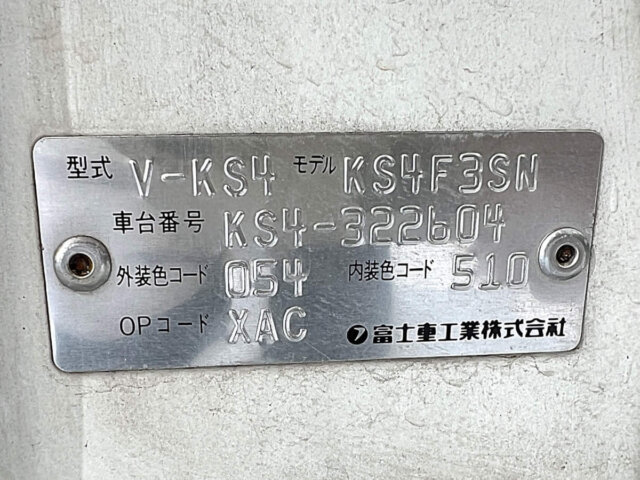 型式 V-KS4 モデル KS4F3SN
車台番号 KS4-322604
外装色コード 054 内装色コード 510
OPコード XAC フ 富士重工業株式会社